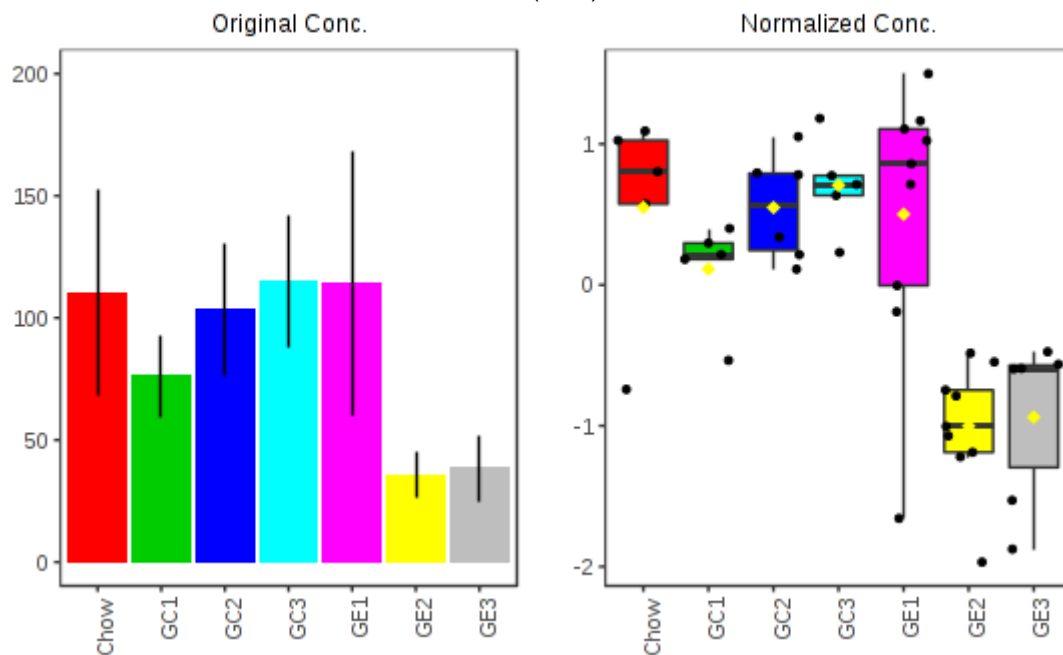 Original Conc.
200
150
100
50
0
Chow
GC1
GC2
GC3
GE1
GE2
GE3
Normalized Conc.
1
0
-1
-2
Chow
GC1
GC2
GC3
GE1
GE2
GE3